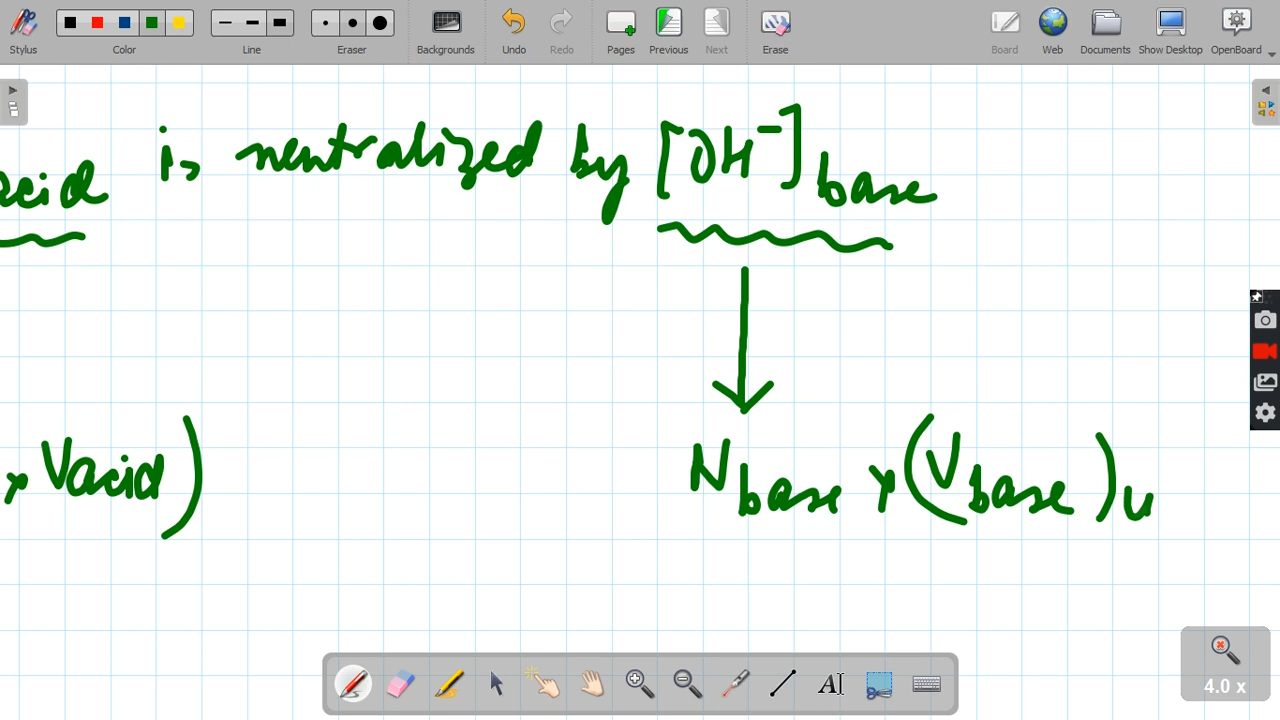 Stylus Color Line Eraser Backgrounds Undo Redo Pages Previous Next Erase Board Web Documents Show Desktop OpenBoard
acid is neutralized by [OH⁻]base
x Vacid) Nbase x (Vbase)u
AI
4.0 x